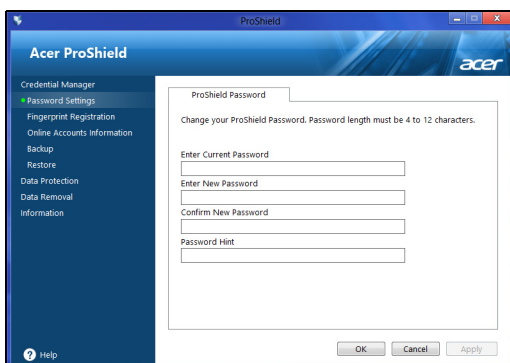 ProShield
Acer ProShield
acer
Credential Manager
Password Settings
Fingerprint Registration
Online Accounts Information
Backup
Restore
Data Protection
Data Removal
Information
Help
ProShield Password
Change your ProShield Password. Password length must be 4 to 12 characters.
Enter Current Password
Enter New Password
Confirm New Password
Password Hint
OK Cancel Apply